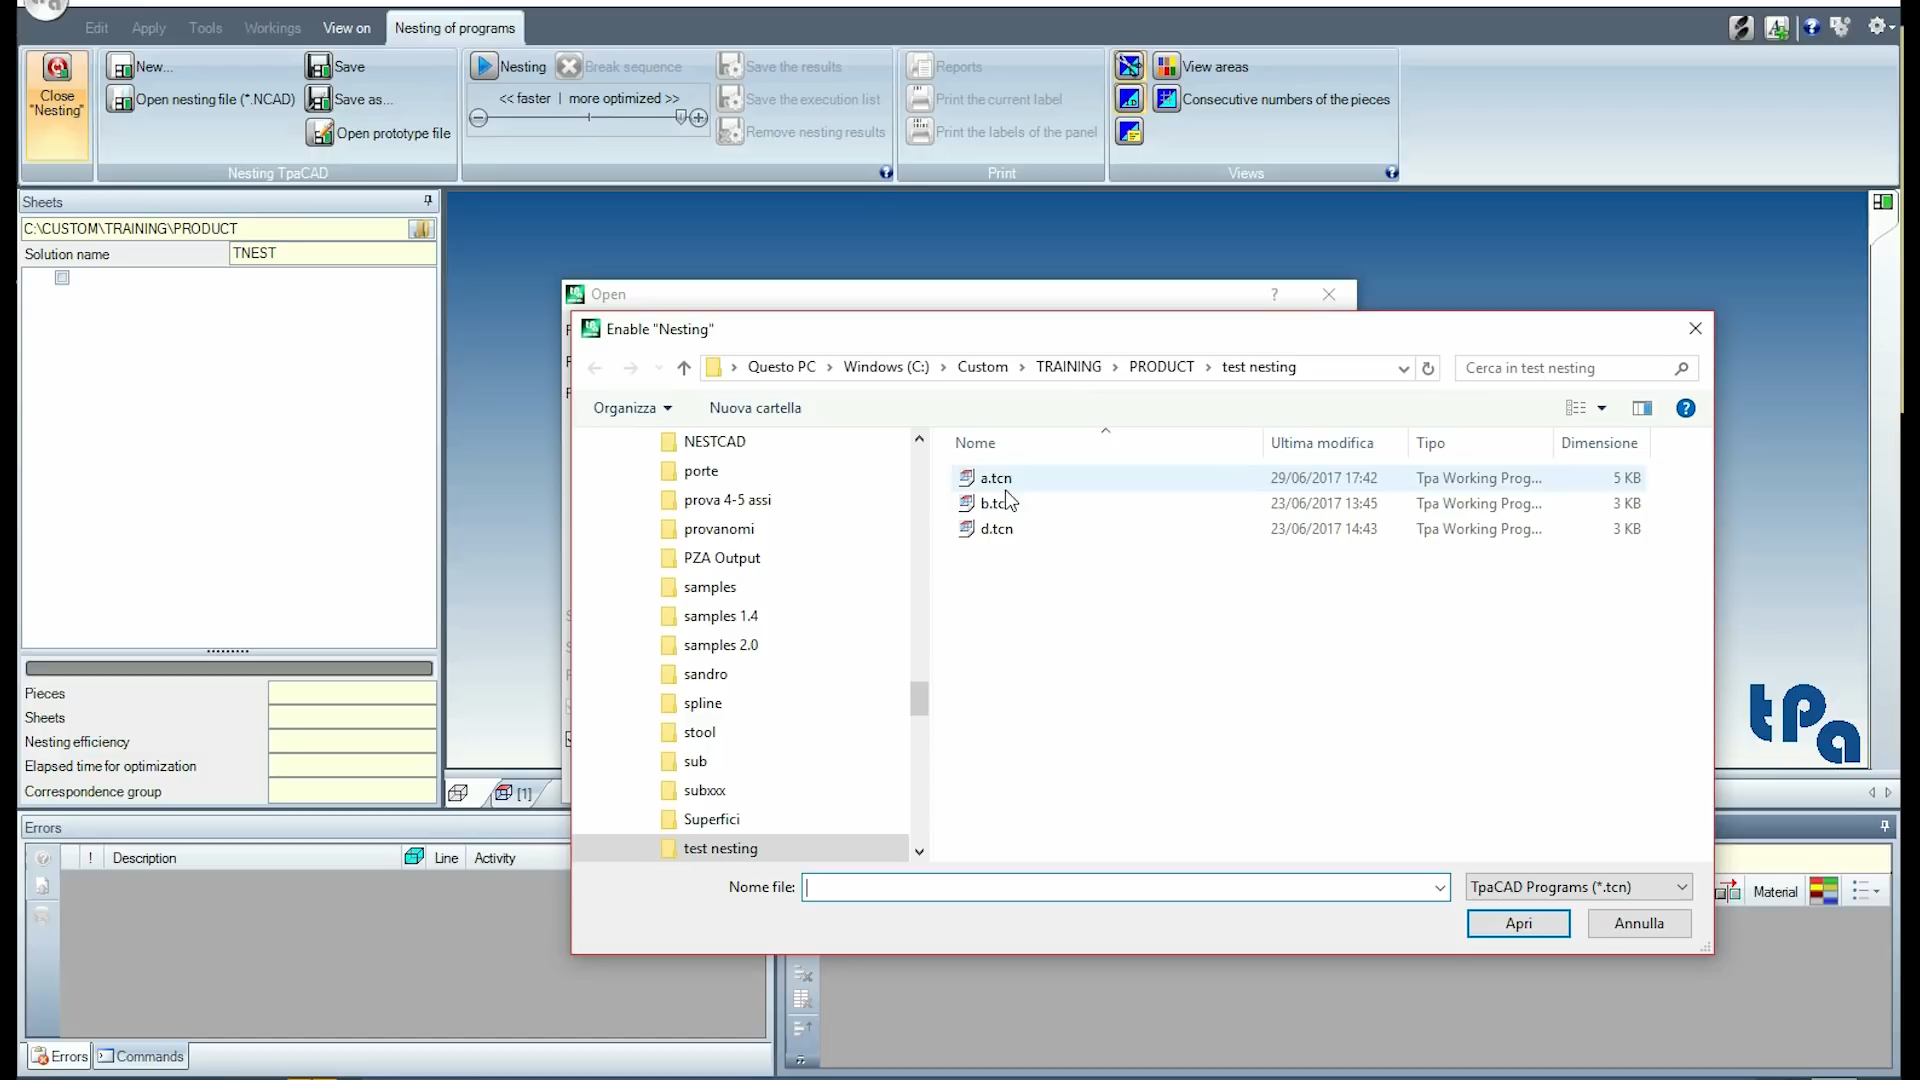 Edit Apply Tools Workings View on Nesting of programs
Close "Nesting"
New...
Open nesting file (*.NCAD)
Save
Save as...
Open prototype file
Nesting TpaCAD
Nesting
Break sequence
<< faster | more optimized >>
Save the results
Save the execution list
Remove nesting results
Reports
Print the current label
Print the labels of the panel
Print
View areas
Consecutive numbers of the pieces
Views
Sheets
C:\CUSTOM\TRAINING\PRODUCT
Solution name TNEST
Pieces
Sheets
Nesting efficiency
Elapsed time for optimization
Correspondence group
Open
?
Enable "Nesting"
Questo PC > Windows (C:) > Custom > TRAINING > PRODUCT > test nesting
Cerca in test nesting
Organizza
Nuova cartella
NESTCAD
porte
prova 4-5 assi
provanomi
PZA Output
samples
samples 1.4
samples 2.0
sandro
spline
stool
sub
subxxx
Superfici
test nesting
Nome Ultima modifica Tipo Dimensione
a.tcn 29/06/2017 17:42 Tpa Working Prog... 5 KB
b.tcn 23/06/2017 13:45 Tpa Working Prog... 3 KB
d.tcn 23/06/2017 14:43 Tpa Working Prog... 3 KB
Nome file:
TpaCAD Programs (*.tcn)
Apri
Annulla
tpa
[1]
Errors
! Description Line Activity
Material
Errors
Commands